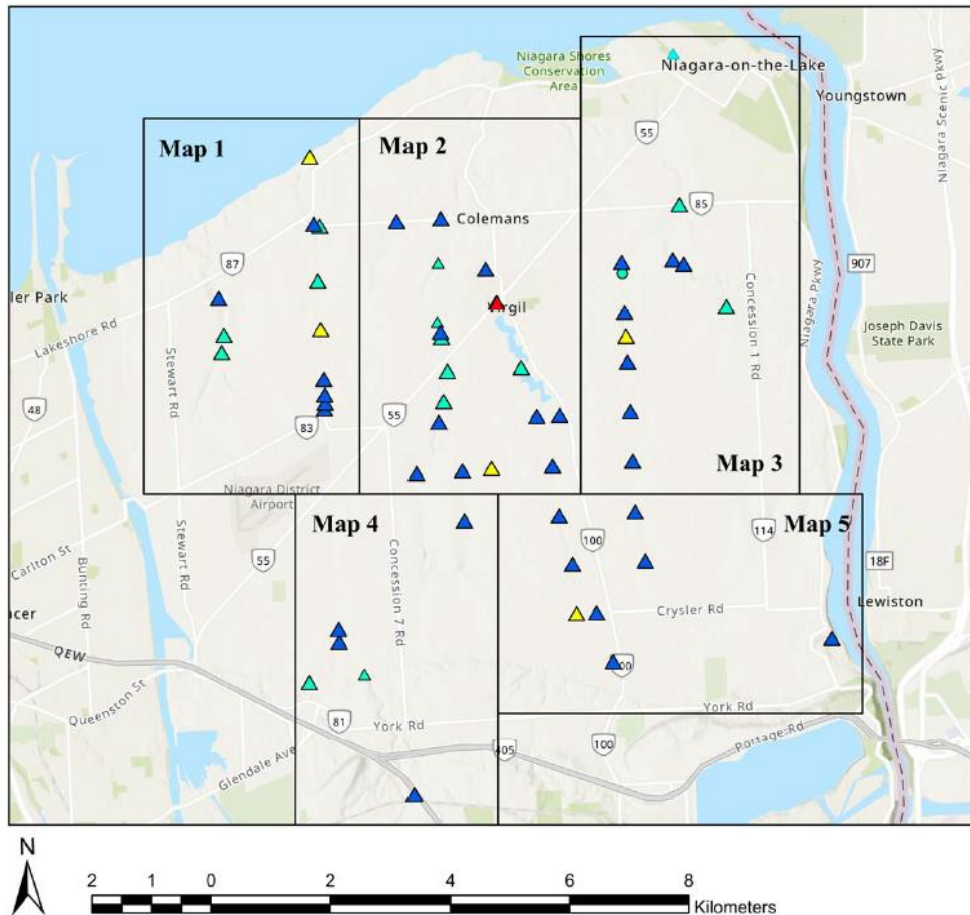 Niagara Shores
Conservation
Area
Niagara-on-the-Lake
Youngstown
Niagara Scenic Pkwy
Map 1
Map 2
55
85
Colemans
87
907
ler Park
Lakeshore Rd
Stewart Rd
Virgil
Concession 1 Rd
Niagara Pkwy
Joseph Davis
State Park
48
83
55
Map 3
Niagara District
Airport
Map 4
Map 5
100
114
18F
Carlton St
Bunting Rd
Stewart Rd
55
Concession 7 Rd
Crysler Rd
Lewiston
acer
QEW
Queenston St
81
York Rd
York Rd
Glendale Ave
405
100
Portage Rd
N
2 1 0 2 4 6 8
Kilometers